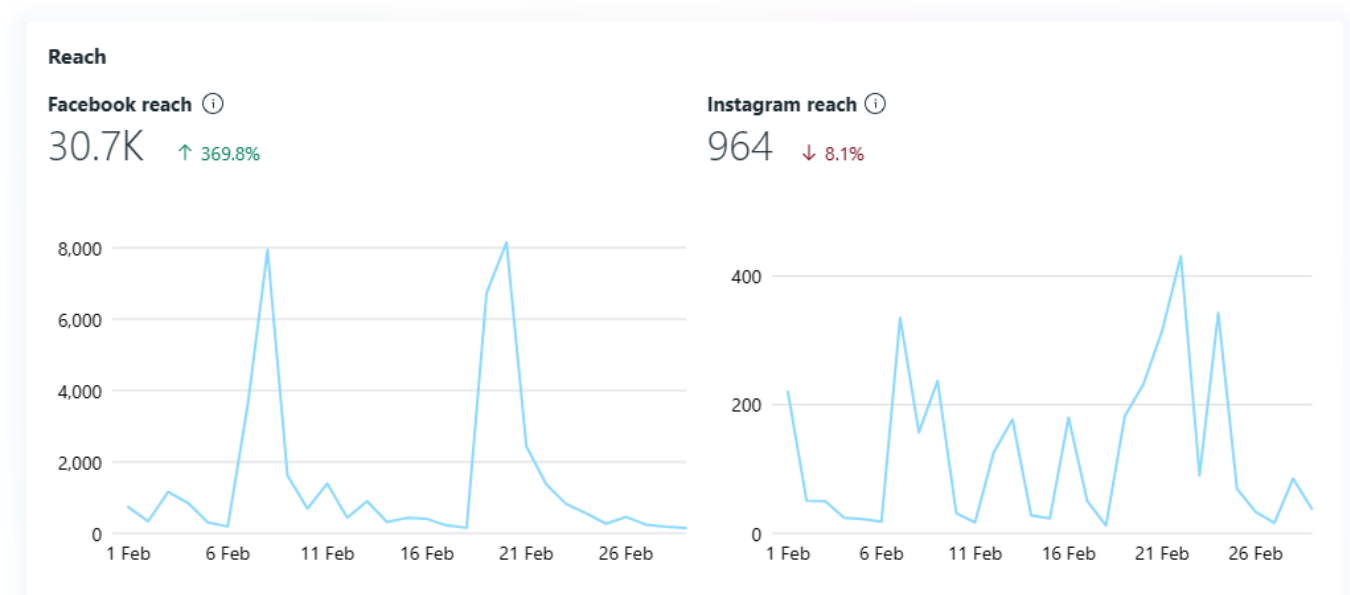 Reach
Facebook reach
30.7K ↑ 369.8%
8,000
6,000
4,000
2,000
0
1 Feb 6 Feb 11 Feb 16 Feb 21 Feb 26 Feb
Instagram reach
964 ↓ 8.1%
400
200
0
1 Feb 6 Feb 11 Feb 16 Feb 21 Feb 26 Feb